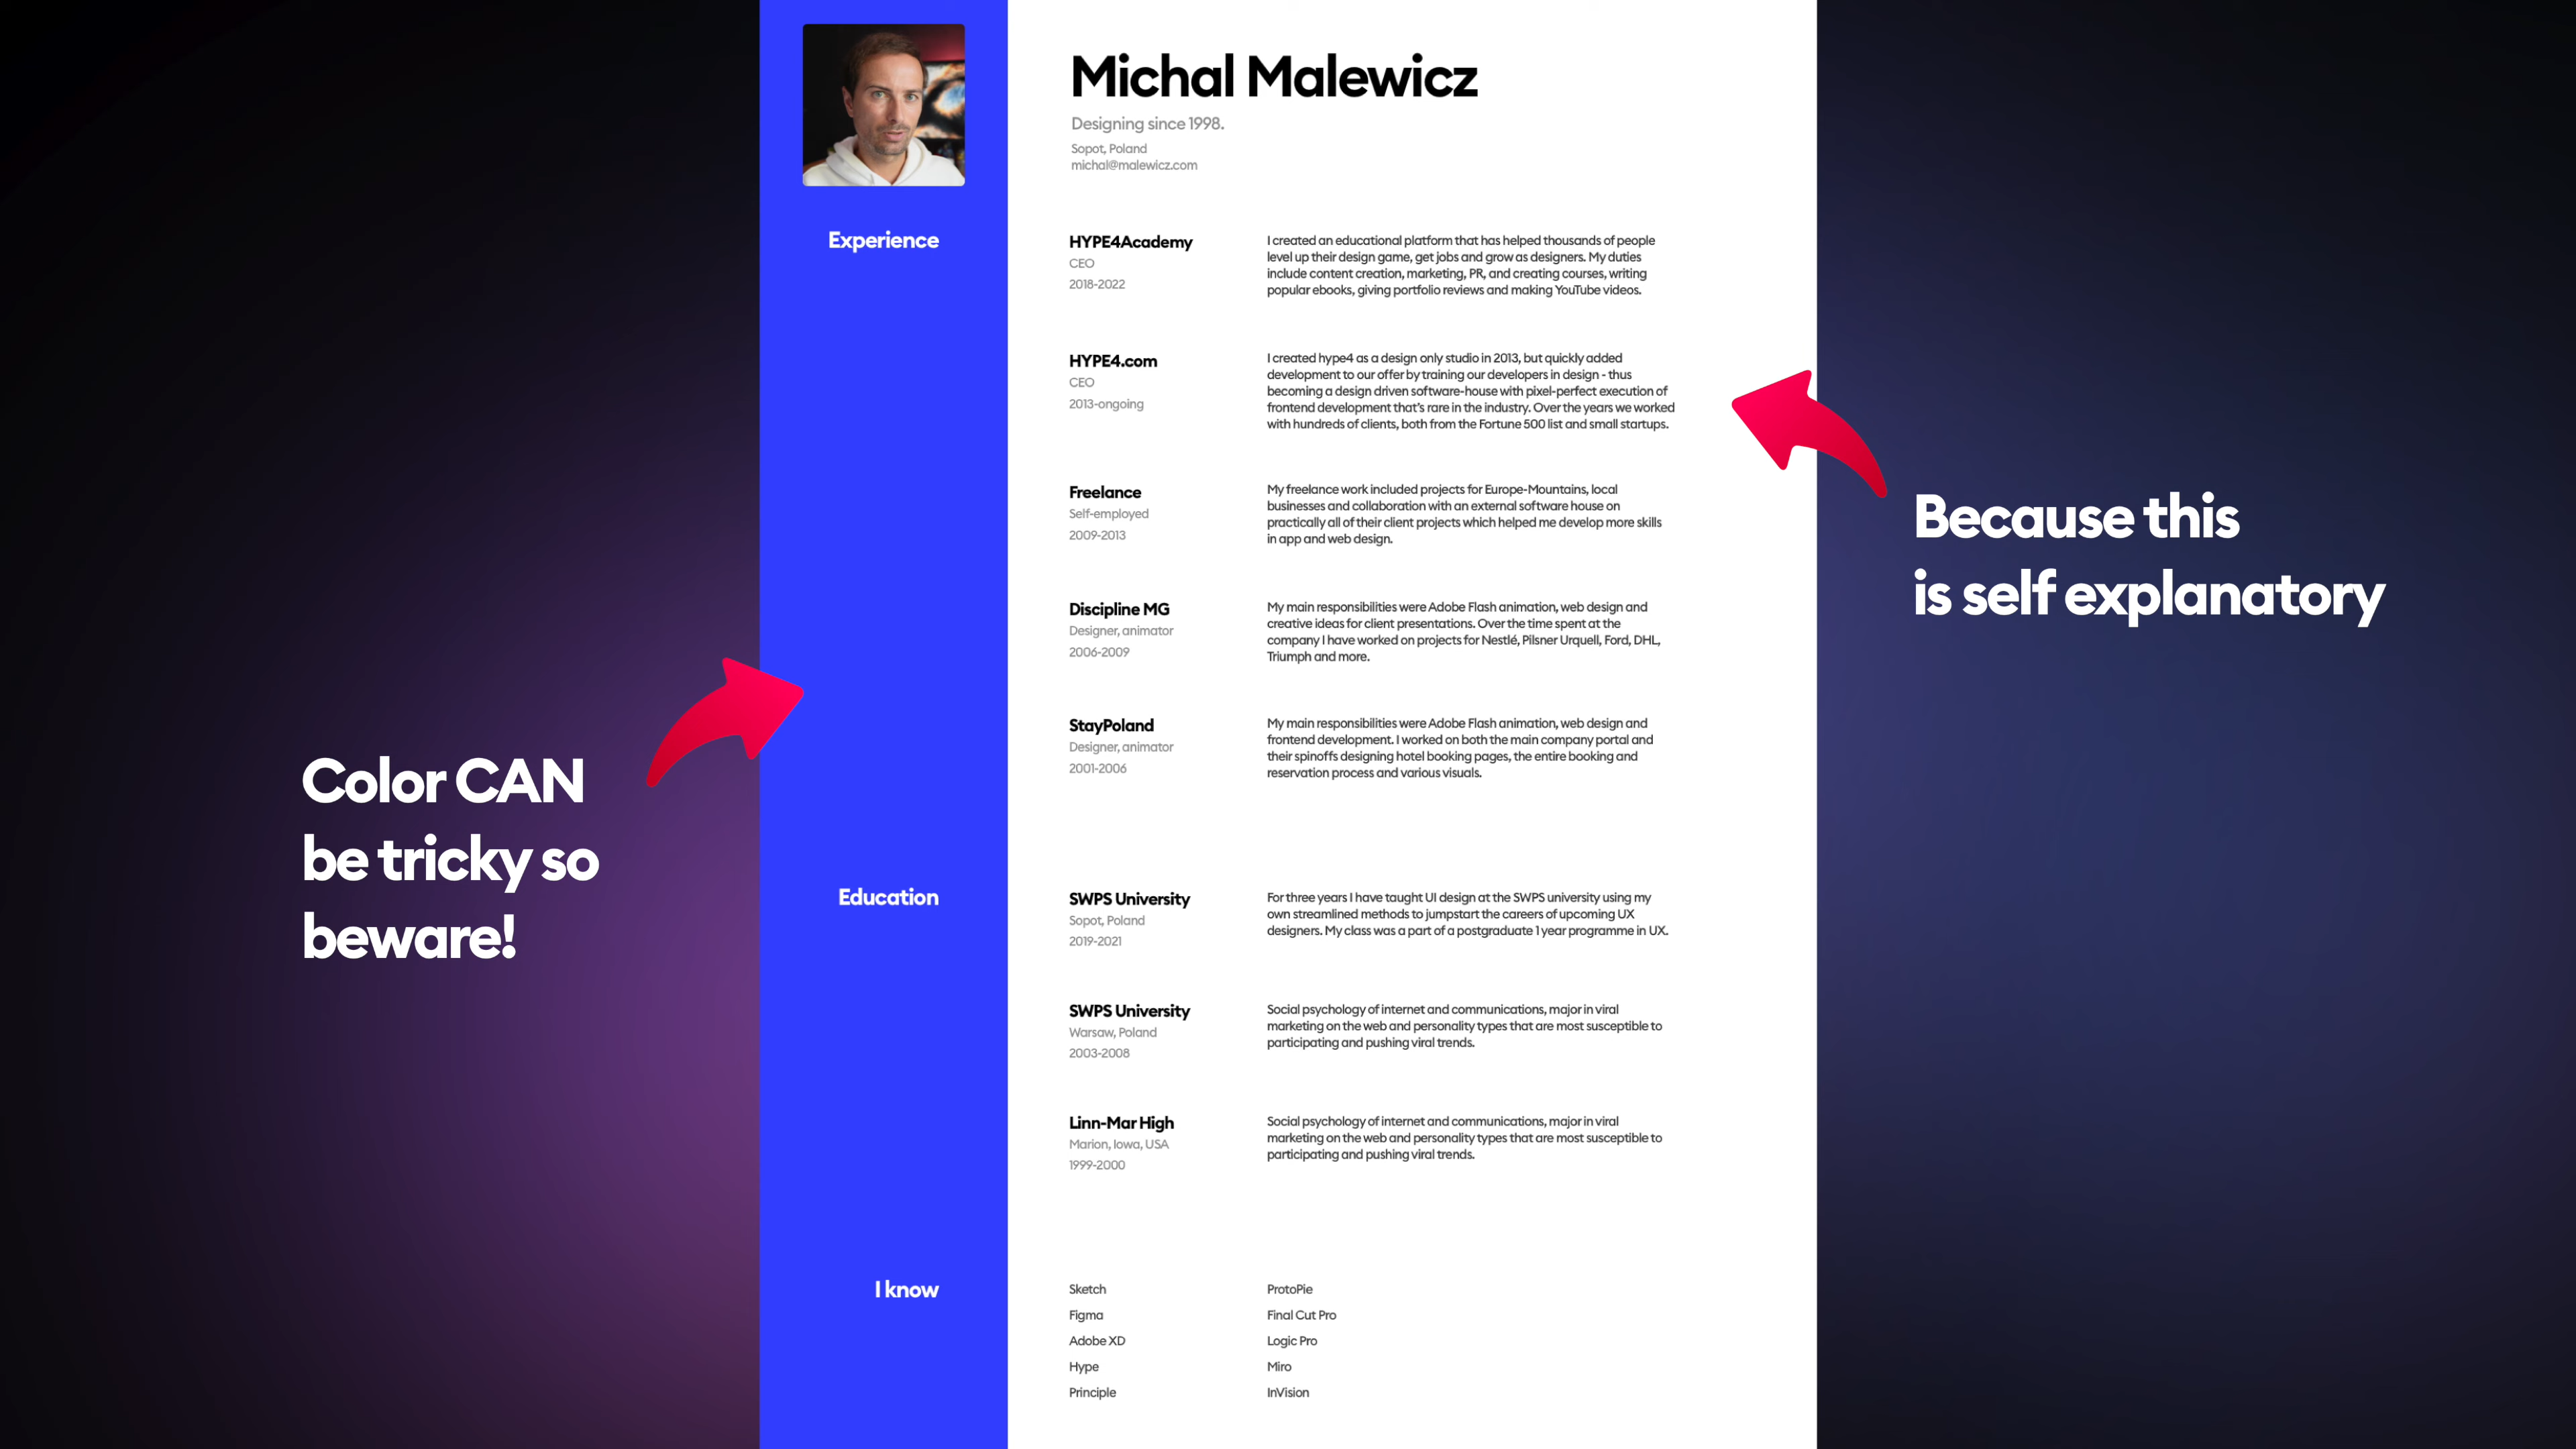 Michal Malewicz
Designing since 1998.
Sopot, Poland
michal@malewicz.com
Experience
HYPE4Academy
CEO
2018-2022
I created an educational platform that has helped thousands of people
level up their design game, get jobs and grow as designers. My duties
include content creation, marketing, PR, and creating courses, writing
popular ebooks, giving portfolio reviews and making YouTube videos.
HYPE4.com
CEO
2013-ongoing
I created hype4 as a design only studio in 2013, but quickly added
development to our offer by training our developers in design - thus
becoming a design driven software-house with pixel-perfect execution of
frontend development that's rare in the industry. Over the years we worked
with hundreds of clients, both from the Fortune 500 list and small startups.
Freelance
Self-employed
2009-2013
My freelance work included projects for Europe-Mountains, local
businesses and collaboration with an external software house on
practically all of their client projects which helped me develop more skills
in app and web design.
Discipline MG
Designer, animator
2006-2009
My main responsibilities were Adobe Flash animation, web design and
creative ideas for client presentations. Over the time spent at the
company I have worked on projects for Nestlé, Pilsner Urquell, Ford, DHL,
Triumph and more.
StayPoland
Designer, animator
2001-2006
My main responsibilities were Adobe Flash animation, web design and
frontend development. I worked on both the main company portal and
their spinoffs designing hotel booking pages, the entire booking and
reservation process and various visuals.
Education
SWPS University
Sopot, Poland
2019-2021
For three years I have taught UI design at the SWPS university using my
own streamlined methods to jumpstart the careers of upcoming UX
designers. My class was a part of a postgraduate 1 year programme in UX.
SWPS University
Warsaw, Poland
2003-2008
Social psychology of internet and communications, major in viral
marketing on the web and personality types that are most susceptible to
participating and pushing viral trends.
Linn-Mar High
Marion, Iowa, USA
1999-2000
Social psychology of internet and communications, major in viral
marketing on the web and personality types that are most susceptible to
participating and pushing viral trends.
I know
Sketch
Figma
Adobe XD
Hype
Principle
ProtoPie
Final Cut Pro
Logic Pro
Miro
InVision
Color CAN
be tricky so
beware!
Because this
is self explanatory